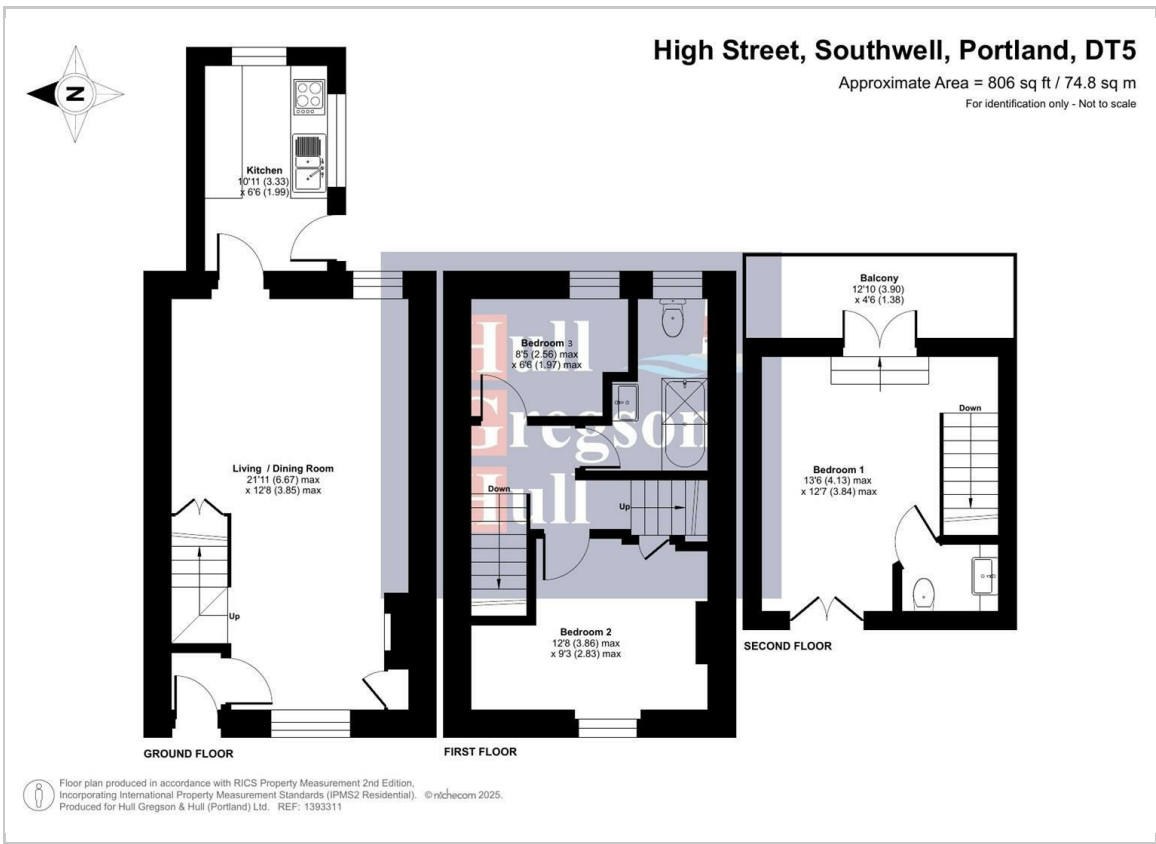 High Street, Southwell, Portland, DT5
Approximate Area = 806 sq ft / 74.8 sq m
For identification only - Not to scale
N
Kitchen
10'11 (3.33)
x 6'6 (1.99)
Living / Dining Room
21'11 (6.67) max
x 12'8 (3.85) max
Up
GROUND FLOOR
Hull
Gregson
Hull
Bedroom 3
8'5 (2.56) max
x 6'6 (1.97) max
Down
Up
Bedroom 2
12'8 (3.86) max
x 9'3 (2.83) max
FIRST FLOOR
Balcony
12'10 (3.90)
x 4'6 (1.38)
Down
Bedroom 1
13'6 (4.13) max
x 12'7 (3.84) max
SECOND FLOOR
Floor plan produced in accordance with RICS Property Measurement 2nd Edition,
Incorporating International Property Measurement Standards (IPMS2 Residential). ©nichecom 2025.
Produced for Hull Gregson & Hull (Portland) Ltd. REF: 1393311